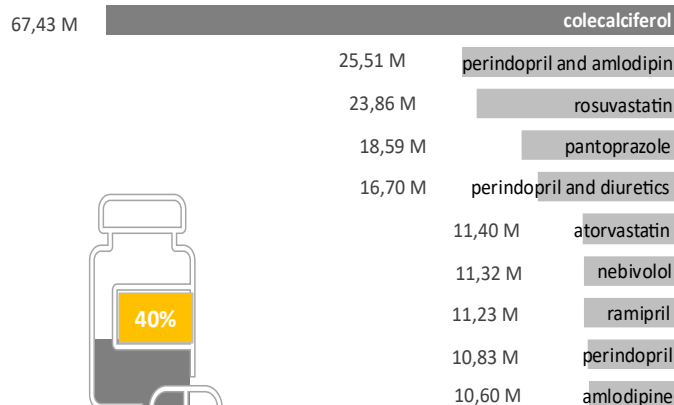 67,43 M colecalciferol
25,51 M perindopril and amlodipin
23,86 M rosuvastatin
18,59 M pantoprazole
16,70 M perindopril and diuretics
11,40 M atorvastatin
11,32 M nebivolol
40% 11,23 M ramipril
10,83 M perindopril
10,60 M amlodipine